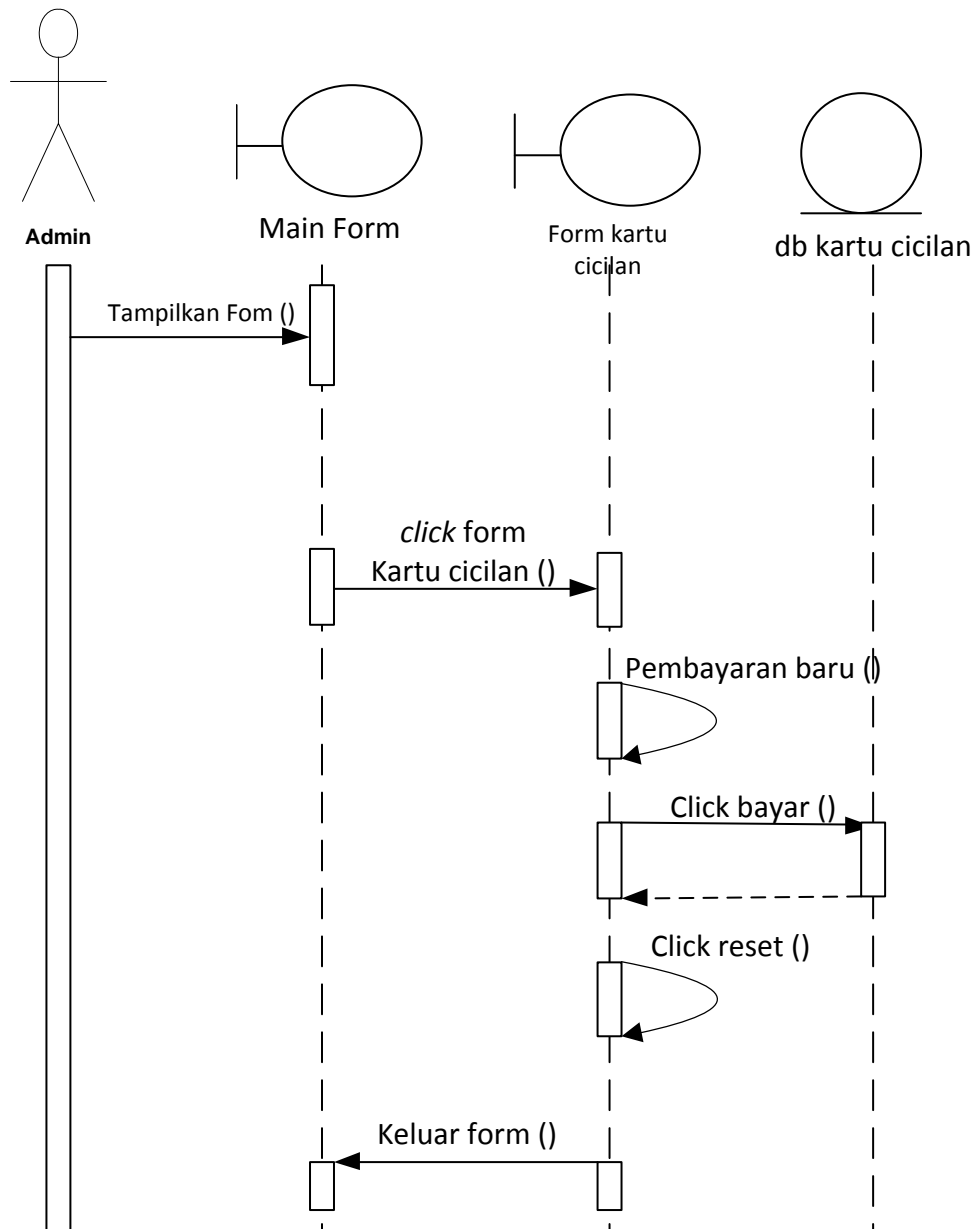 Admin
Main Form
Form kartu
cicilan
db kartu cicilan
Tampilkan Fom ()
click form
Kartu cicilan ()
Pembayaran baru ()
Click bayar ()
Click reset ()
Keluar form ()